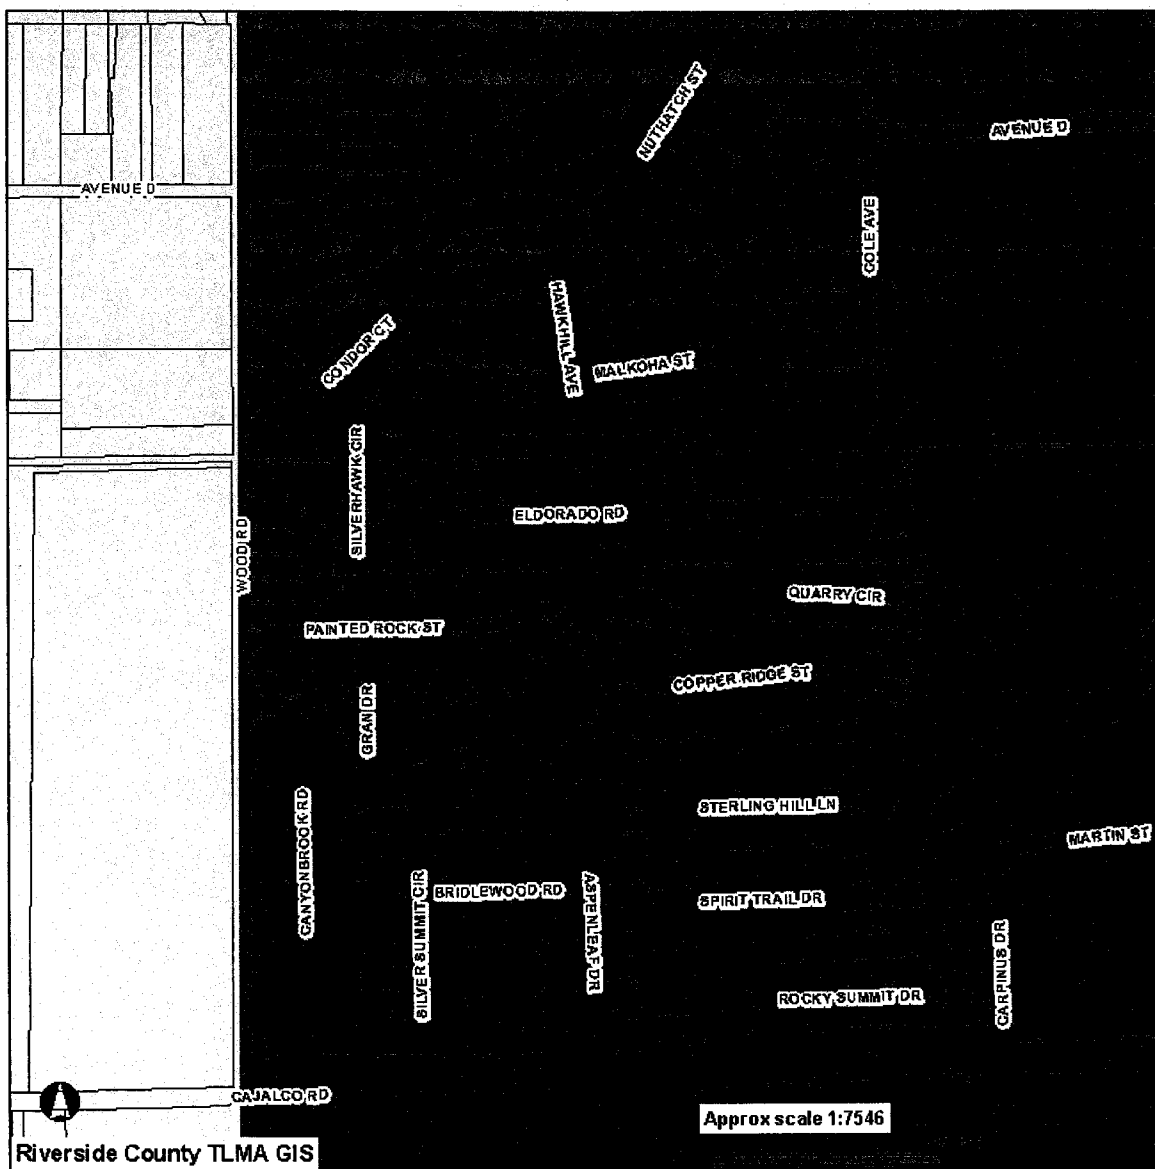 NUTHATCH ST
AVENUE D
AVENUE D
COLE AVE
HAWKHILL AVE
CONDOR CT
MALKOHA ST
SILVERHAWK CIR
ELDORADO RD
WOOD RD
QUARRY CIR
PAINTED ROCK ST
COPPER RIDGE ST
GRAN DR
CANYONBROOK RD
STERLING HILL LN
MARTIN ST
SILVER SUMMIT CIR
BRIDLEWOOD RD
ASPENLEAF DR
SPIRIT TRAIL DR
CARPINUS DR
ROCKY SUMMIT DR
CAJALCO RD
Approx scale 1:7546
Riverside County TLMA GIS